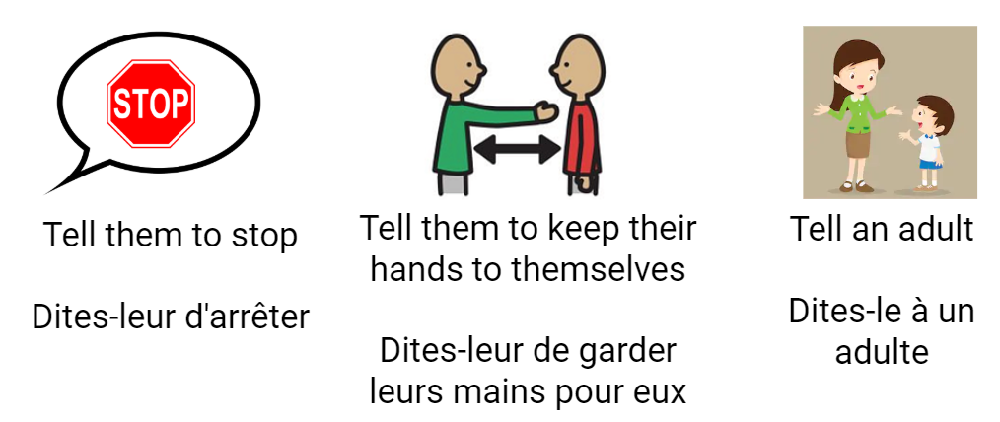 STOP
Tell them to stop
Dites-leur d'arrêter
Tell them to keep their
hands to themselves
Dites-leur de garder
leurs mains pour eux
Tell an adult
Dites-le à un
adulte